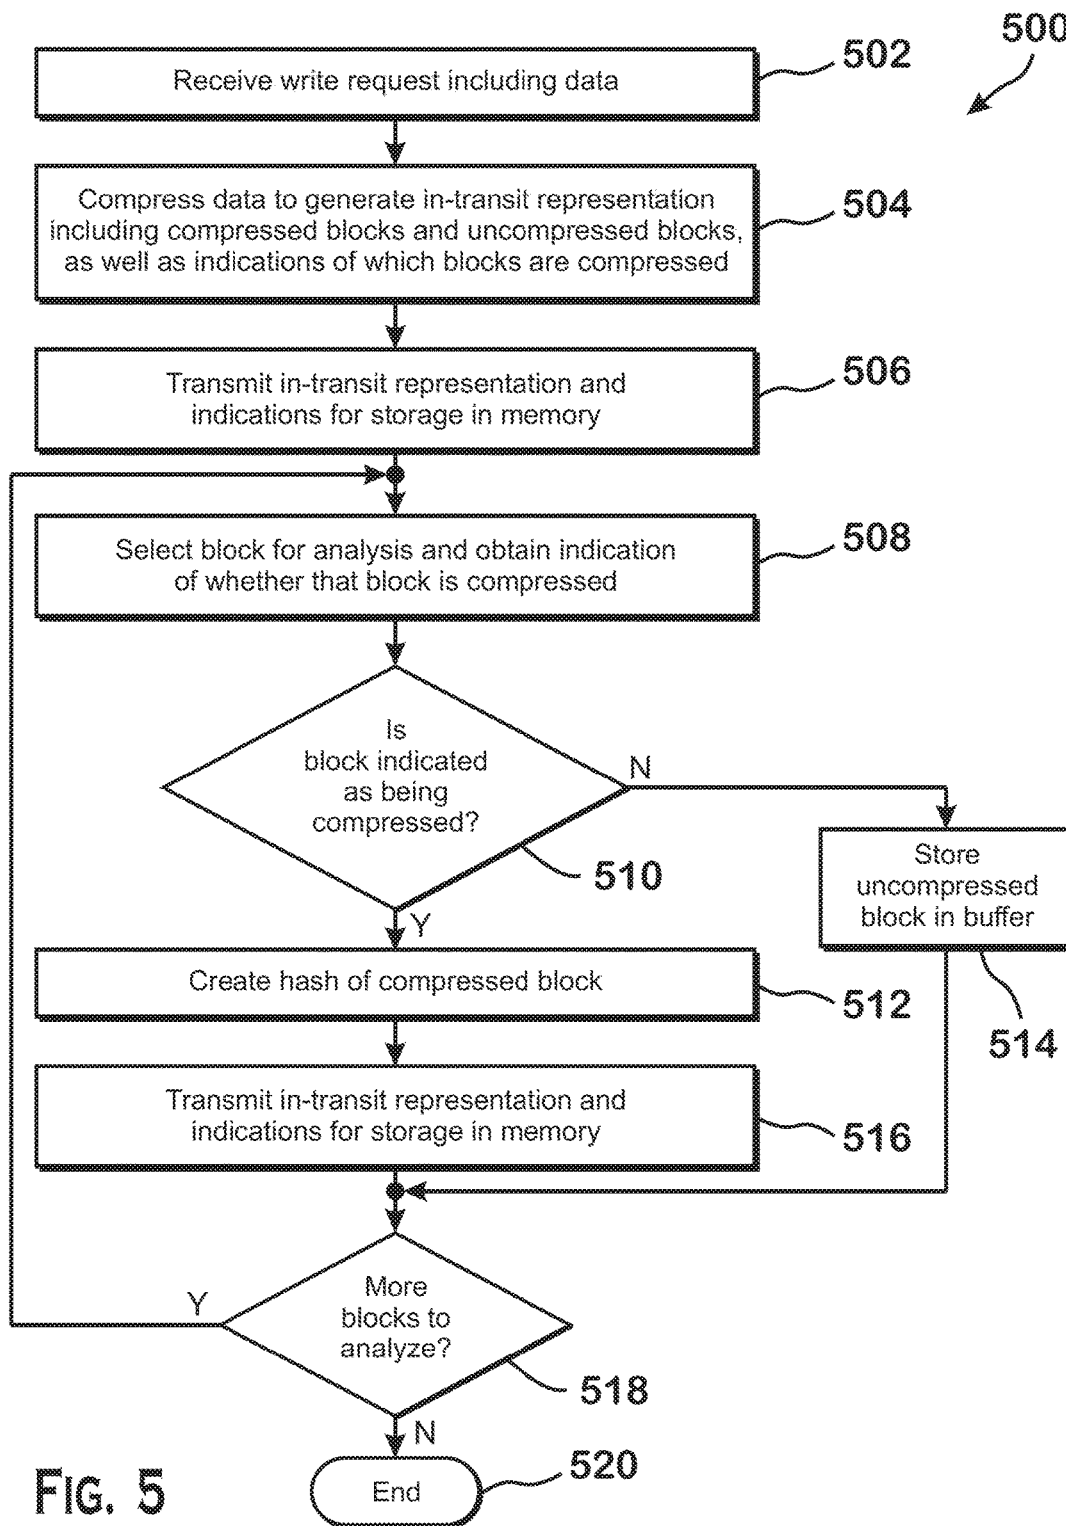 500
Receive write request including data
502
Compress data to generate in-transit representation
including compressed blocks and uncompressed blocks,
as well as indications of which blocks are compressed
504
Transmit in-transit representation and
indications for storage in memory
506
Select block for analysis and obtain indication
of whether that block is compressed
508
Is
block indicated
as being
compressed?
N
510
Y
Store
uncompressed
block in buffer
514
Create hash of compressed block
512
Transmit in-transit representation and
indications for storage in memory
516
More
blocks to
analyze?
Y
518
N
End
520
FIG. 5